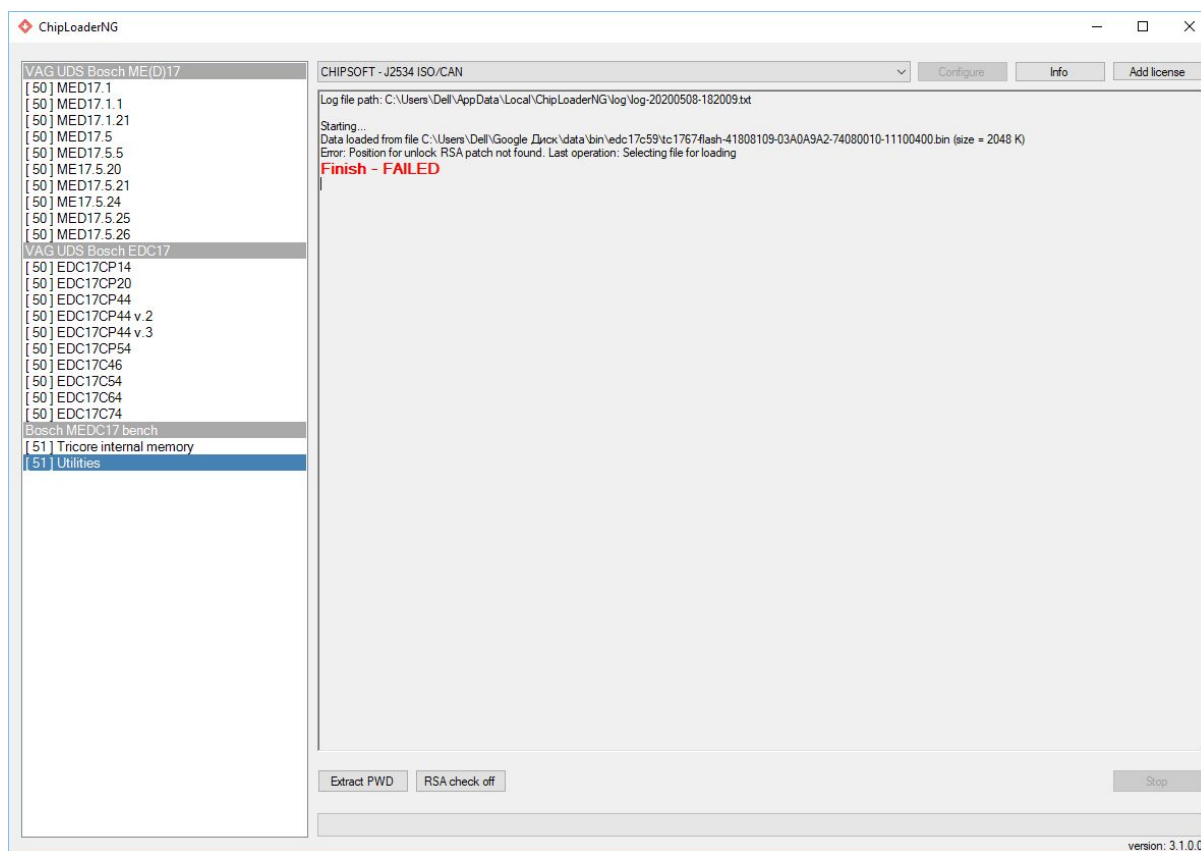 ChipLoaderNG
VAG UDS Bosch ME(D)17
[ 50 ] MED17.1
[ 50 ] MED17.1.1
[ 50 ] MED17.1.21
[ 50 ] MED17.5
[ 50 ] MED17.5.5
[ 50 ] ME17.5.20
[ 50 ] MED17.5.21
[ 50 ] ME17.5.24
[ 50 ] MED17.5.25
[ 50 ] MED17.5.26
VAG UDS Bosch EDC17
[ 50 ] EDC17CP14
[ 50 ] EDC17CP20
[ 50 ] EDC17CP44
[ 50 ] EDC17CP44 v.2
[ 50 ] EDC17CP44 v.3
[ 50 ] EDC17CP54
[ 50 ] EDC17C46
[ 50 ] EDC17C54
[ 50 ] EDC17C64
[ 50 ] EDC17C74
Bosch MEDC17 bench
[ 51 ] Tricore internal memory
[ 51 ] Utilities
CHIPSOFT - J2534 ISO/CAN
Configure
Info
Add license
Log file path: C:\Users\Dell\AppData\Local\ChipLoaderNG\log\log-20200508-182009.txt
Starting...
Data loaded from file C:\Users\Dell\Google Диск\data\bin\edc17c59\tc1767-flash-41808109-03A0A9A2-74080010-11100400.bin (size = 2048 K)
Error: Position for unlock RSA patch not found. Last operation: Selecting file for loading
Finish - FAILED
Extract PWD
RSA check off
Stop
version: 3.1.0.0